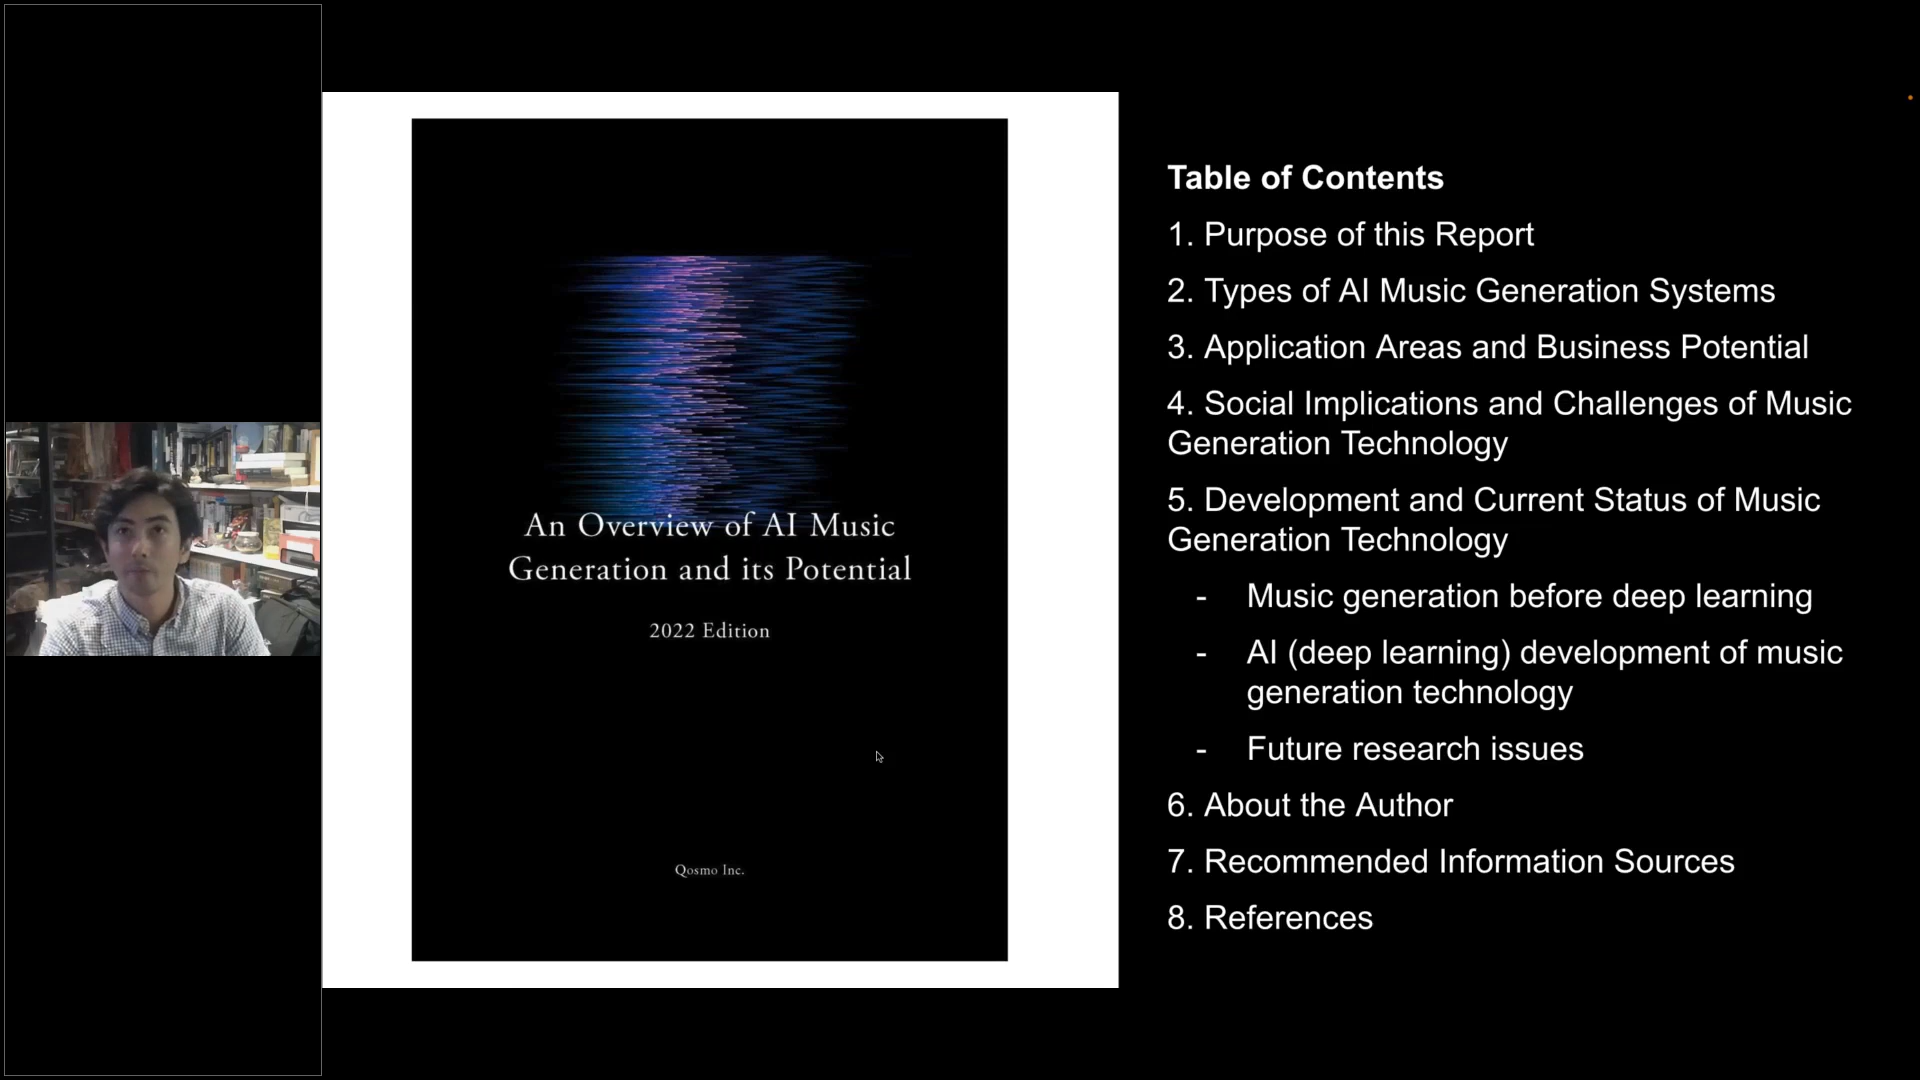 An Overview of AI Music
Generation and its Potential
2022 Edition
Qosmo Inc.
Table of Contents
1. Purpose of this Report
2. Types of AI Music Generation Systems
3. Application Areas and Business Potential
4. Social Implications and Challenges of Music
Generation Technology
5. Development and Current Status of Music
Generation Technology
- Music generation before deep learning
- AI (deep learning) development of music
generation technology
- Future research issues
6. About the Author
7. Recommended Information Sources
8. References